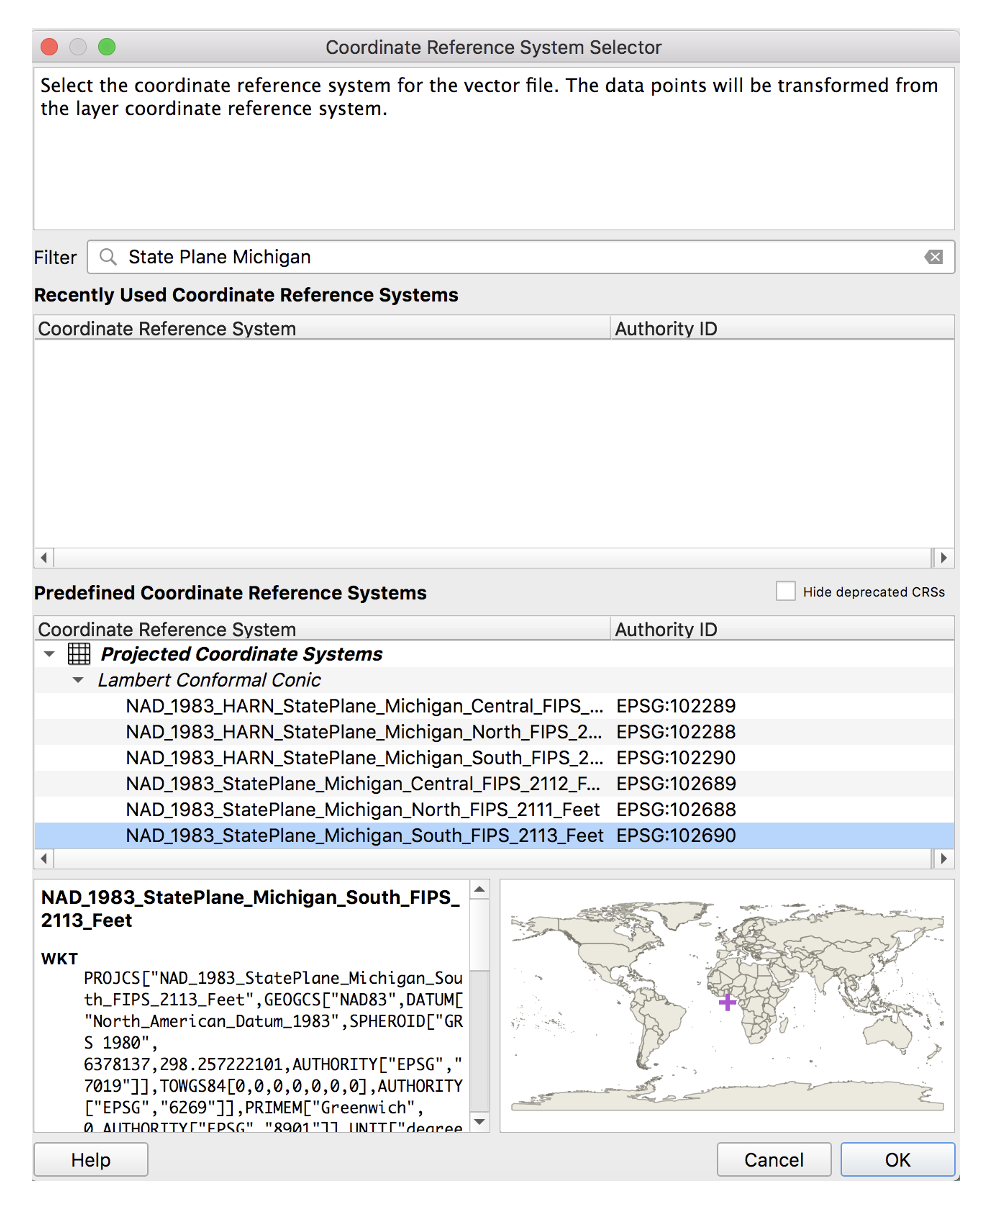 Coordinate Reference System Selector
Select the coordinate reference system for the vector file. The data points will be transformed from
the layer coordinate reference system.
Filter State Plane Michigan
Recently Used Coordinate Reference Systems
Coordinate Reference System Authority ID
Predefined Coordinate Reference Systems Hide deprecated CRSs
Coordinate Reference System Authority ID
Projected Coordinate Systems
Lambert Conformal Conic
NAD_1983_HARN_StatePlane_Michigan_Central_FIPS_... EPSG:102289
NAD_1983_HARN_StatePlane_Michigan_North_FIPS_2... EPSG:102288
NAD_1983_HARN_StatePlane_Michigan_South_FIPS_2... EPSG:102290
NAD_1983_StatePlane_Michigan_Central_FIPS_2112_F... EPSG:102689
NAD_1983_StatePlane_Michigan_North_FIPS_2111_Feet EPSG:102688
NAD_1983_StatePlane_Michigan_South_FIPS_2113_Feet EPSG:102690
NAD_1983_StatePlane_Michigan_South_FIPS_
2113_Feet
WKT
PROJCS["NAD_1983_StatePlane_Michigan_Sou
th_FIPS_2113_Feet",GEOGCS["NAD83",DATUM[
"North_American_Datum_1983",SPHEROID["GR
S 1980",
6378137,298.257222101,AUTHORITY["EPSG","
7019"]],TOWGS84[0,0,0,0,0,0,0],AUTHORITY
["EPSG","6269"]],PRIMEM["Greenwich",
0,AUTHORITY["EPSG","8901"]],UNIT["degree
Help Cancel OK